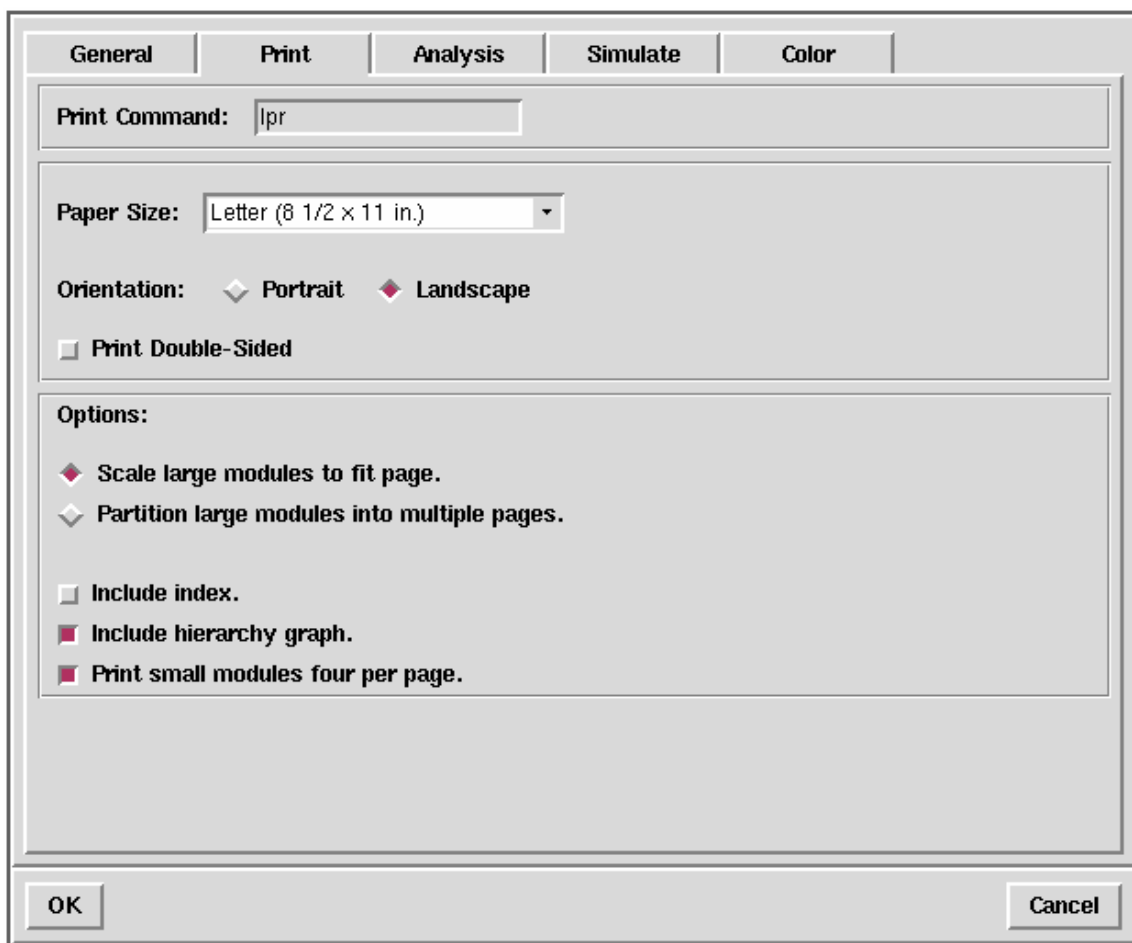 General Print Analysis Simulate Color
Print Command: lpr
Paper Size: Letter (8 1/2 x 11 in.)
Orientation: Portrait Landscape
Print Double-Sided
Options:
Scale large modules to fit page.
Partition large modules into multiple pages.
Include index.
Include hierarchy graph.
Print small modules four per page.
OK Cancel